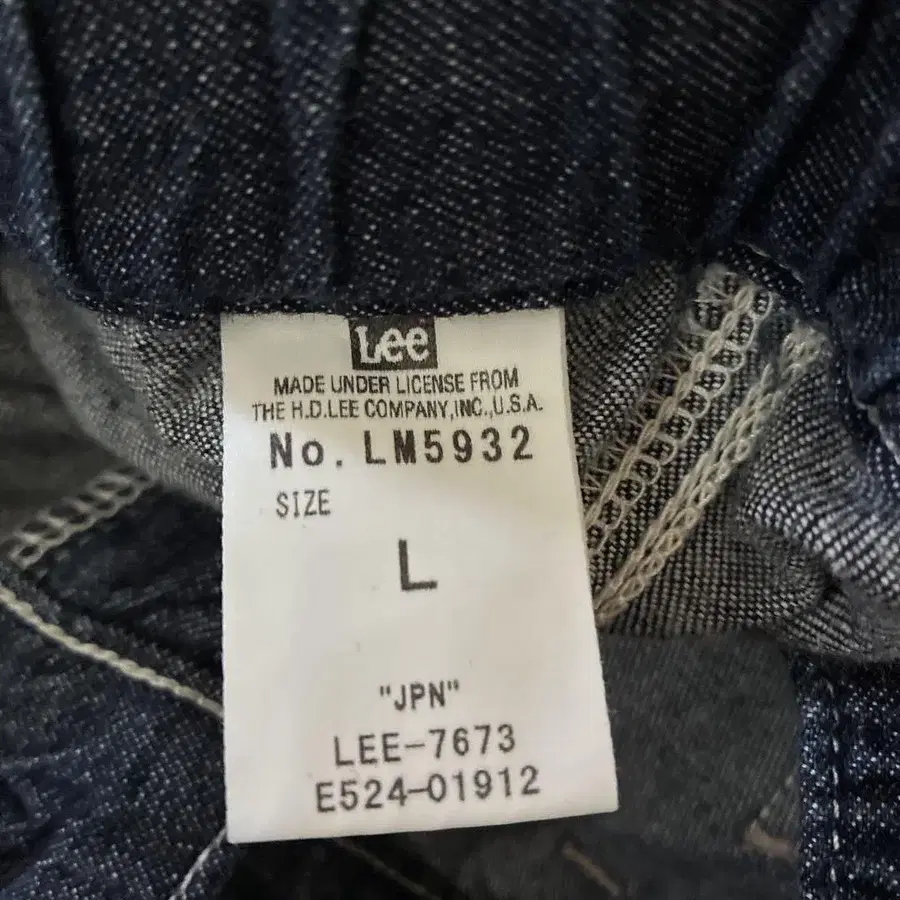 Lee
MADE UNDER LICENSE FROM
THE H.D.LEE COMPANY,INC.,U.S.A.
No. LM5932
SIZE
L
"JPN"
LEE-7673
E524-01912